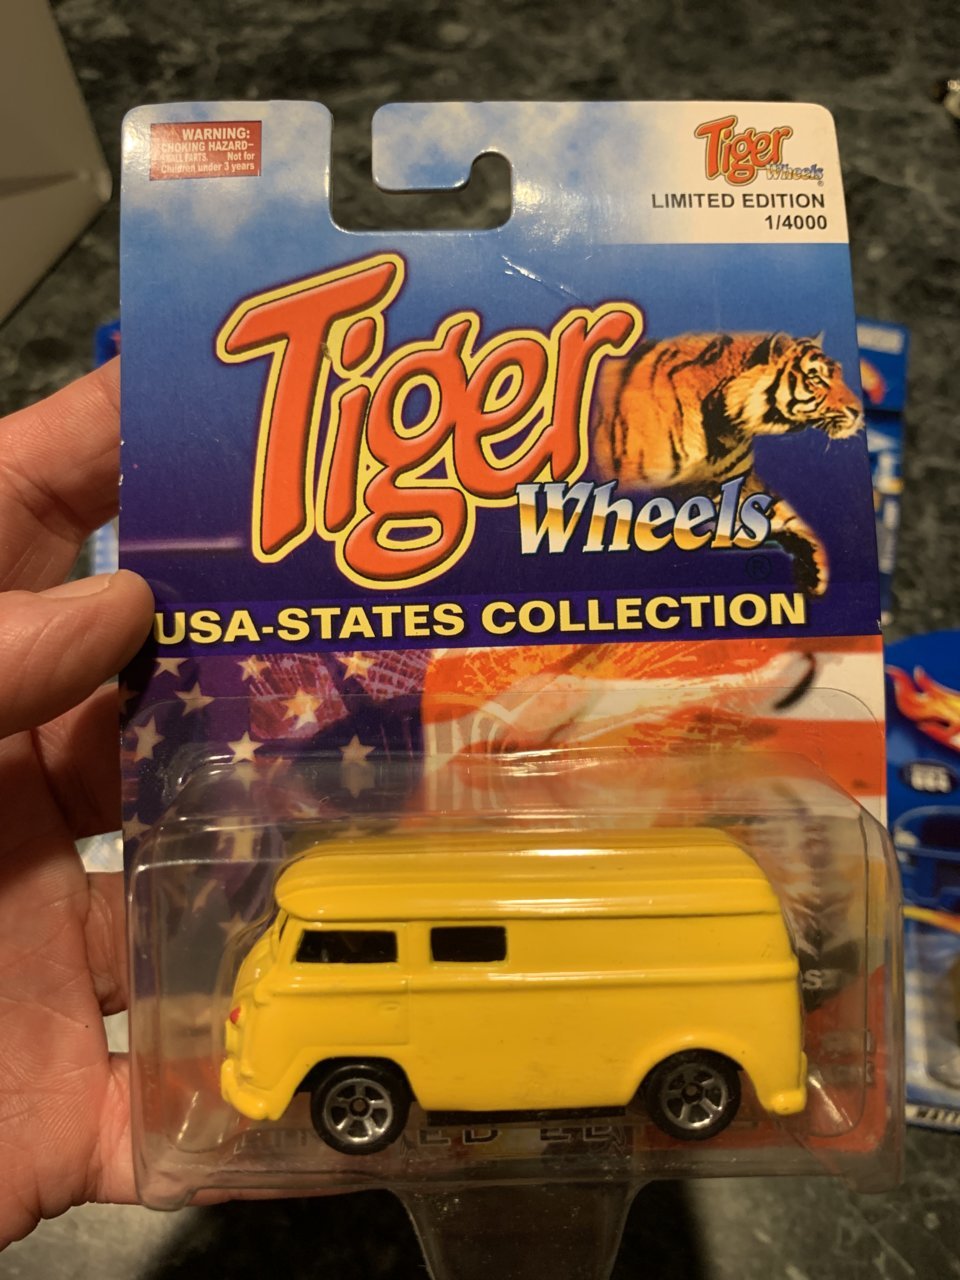 WARNING:
CHOKING HAZARD-
SMALL PARTS Not for
Children under 3 years
Tiger
Wheels
LIMITED EDITION
1/4000
Tiger
Wheels
®
USA-STATES COLLECTION